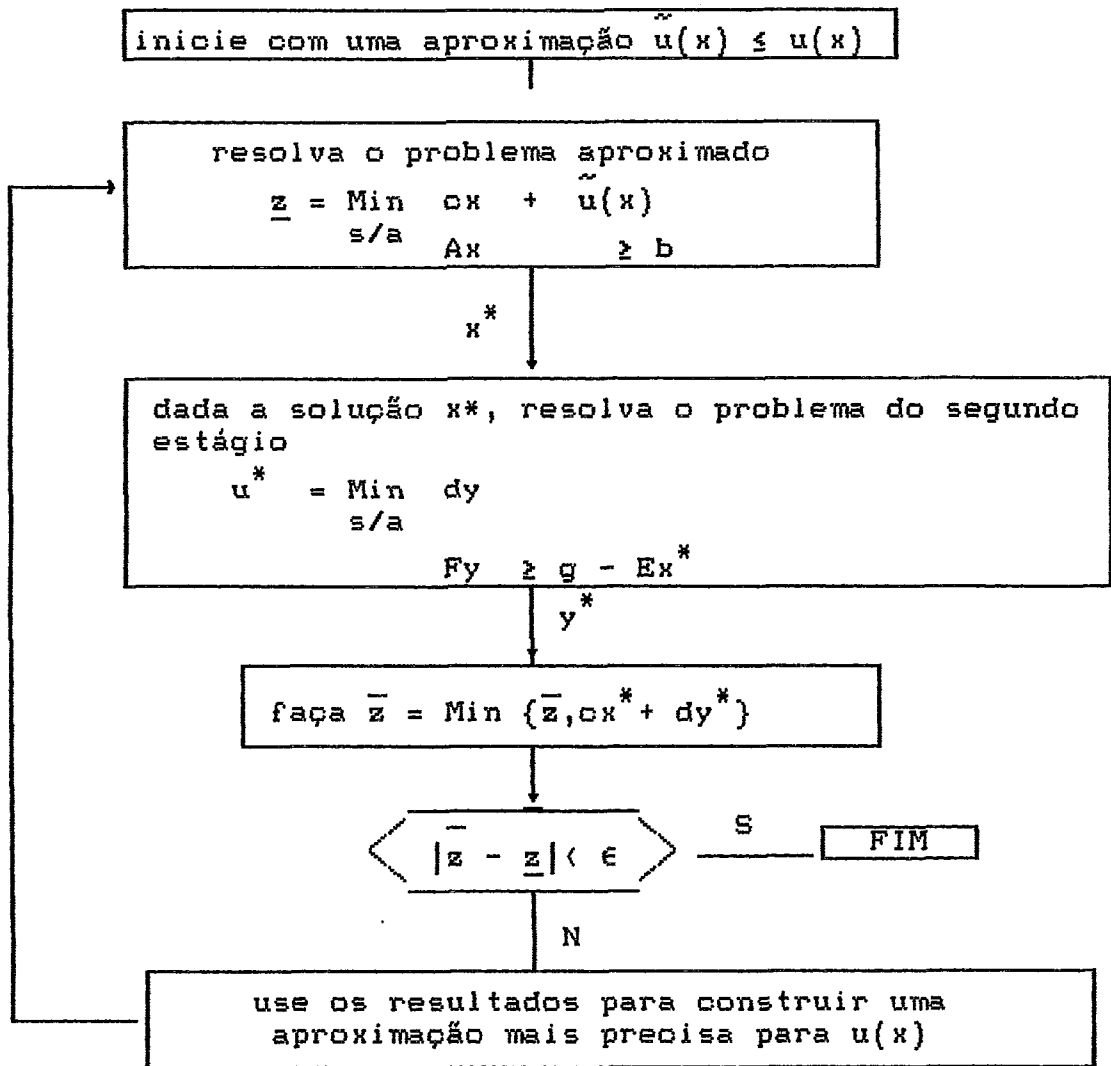 inicie com uma aproximação ũ(x) ≤ u(x)
resolva o problema aproximado
z = Min cx + ũ(x)
s/a
Ax ≥ b
x*
dada a solução x*, resolva o problema do segundo
estágio
u* = Min dy
s/a
Fy ≥ g - Ex*
y*
faça z̅ = Min {z̅,cx*+ dy*}
|z̅ - z̲|< ϵ
S
FIM
N
use os resultados para construir uma
aproximação mais precisa para u(x)